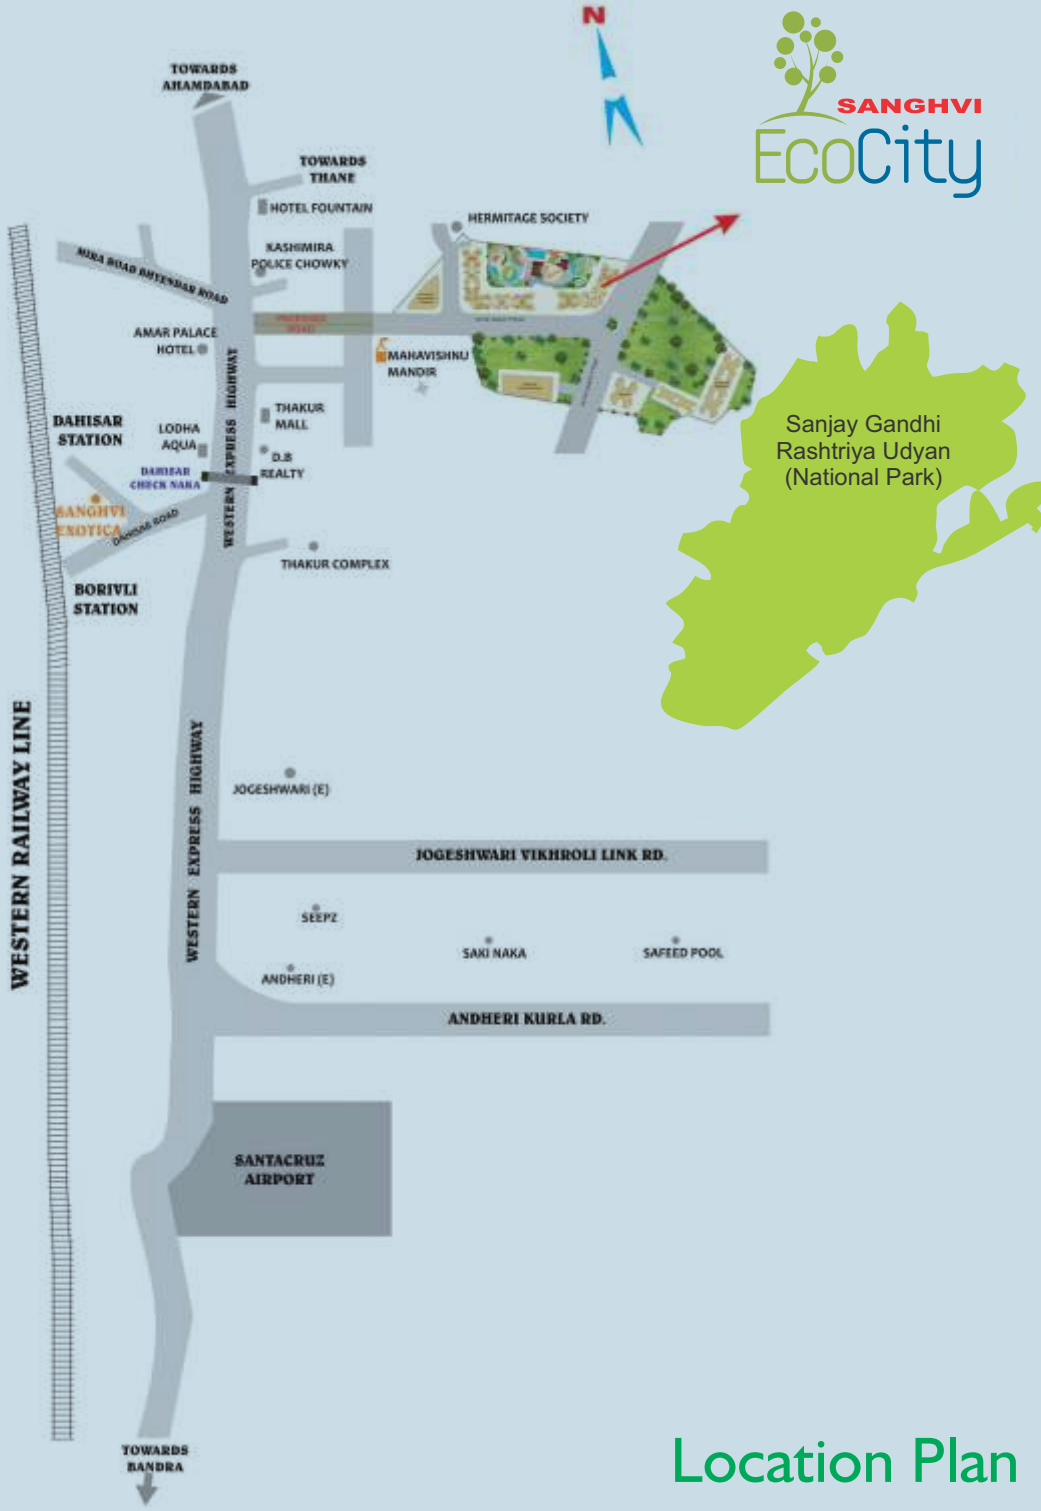 N
SANGHVI
EcoCity
TOWARDS
AHAMDABAD
TOWARDS
THANE
HOTEL FOUNTAIN
HERMITAGE SOCIETY
KASHIMIRA
POLICE CHOWKY
MIRA ROAD BHYENDAR ROAD
PROPOSED
ROAD
AMAR PALACE
HOTEL
MAHAVISHNU
MANDIR
WESTERN EXPRESS HIGHWAY
THAKUR
MALL
DAHISAR
STATION
LODHA
AQUA
D.B
REALTY
DAHISAR
CHECK NAKA
SANGHVI
EXOTICA
DAHISAR ROAD
Sanjay Gandhi
Rashtriya Udyan
(National Park)
THAKUR COMPLEX
BORIVLI
STATION
WESTERN RAILWAY LINE
WESTERN EXPRESS HIGHWAY
JOGESHWARI (E)
JOGESHWARI VIKHROLI LINK RD.
SEEPZ
SAKI NAKA
SAFEED POOL
ANDHERI (E)
ANDHERI KURLA RD.
SANTACRUZ
AIRPORT
TOWARDS
BANDRA
Location Plan